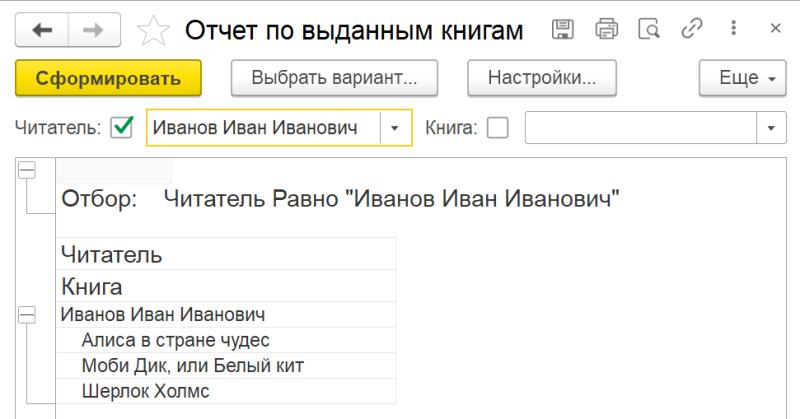 Отчет по выданным книгам
Сформировать Выбрать вариант... Настройки... Еще
Читатель: Иванов Иван Иванович Книга:
Отбор: Читатель Равно "Иванов Иван Иванович"
Читатель
Книга
Иванов Иван Иванович
Алиса в стране чудес
Моби Дик, или Белый кит
Шерлок Холмс